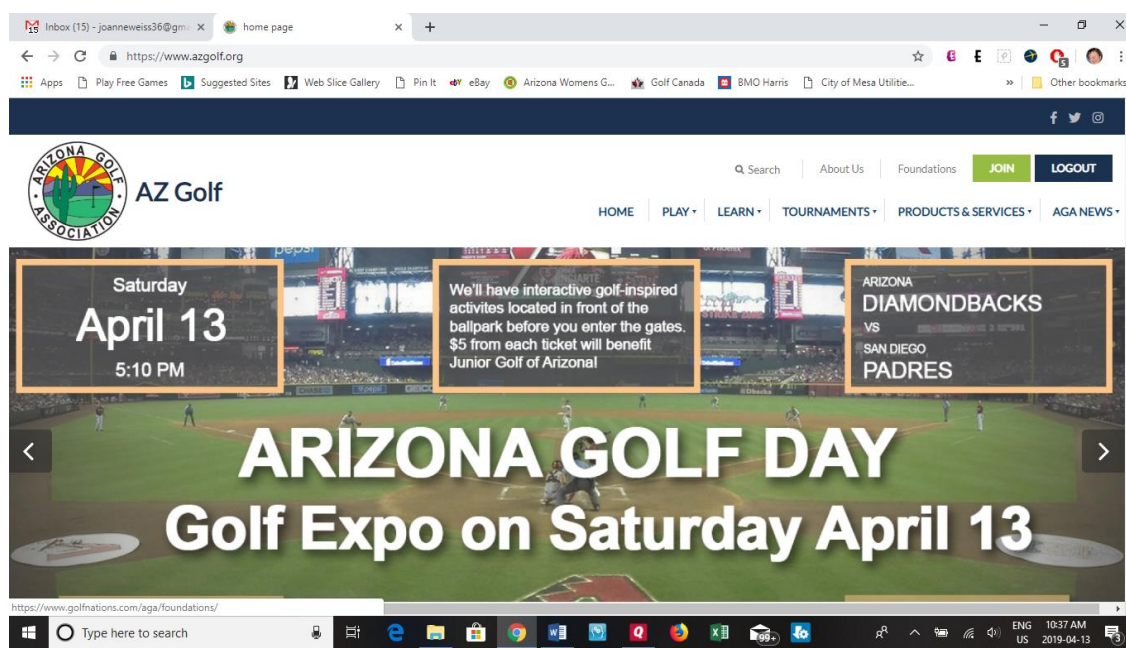 Inbox (15) - joanneweiss36@gm
home page
https://www.azgolf.org
Apps
Play Free Games
Suggested Sites
Web Slice Gallery
Pin It
eBay
Arizona Womens G...
Golf Canada
BMO Harris
City of Mesa Utilitie...
»
Other bookmarks
ARIZONA GOLF ASSOCIATION
AZ Golf
Search
About Us
Foundations
JOIN
LOGOUT
HOME
PLAY
LEARN
TOURNAMENTS
PRODUCTS & SERVICES
AGA NEWS
pepsi
Saturday
April 13
5:10 PM
We'll have interactive golf-inspired
activites located in front of the
ballpark before you enter the gates.
$5 from each ticket will benefit
Junior Golf of Arizona!
ARIZONA
DIAMONDBACKS
VS
SAN DIEGO
PADRES
CHASE
pepsi
GEICO
ARIZONA GOLF DAY
Golf Expo on Saturday April 13
https://www.golfnations.com/aga/foundations/
Type here to search
99+
ENG
US
10:37 AM
2019-04-13
3